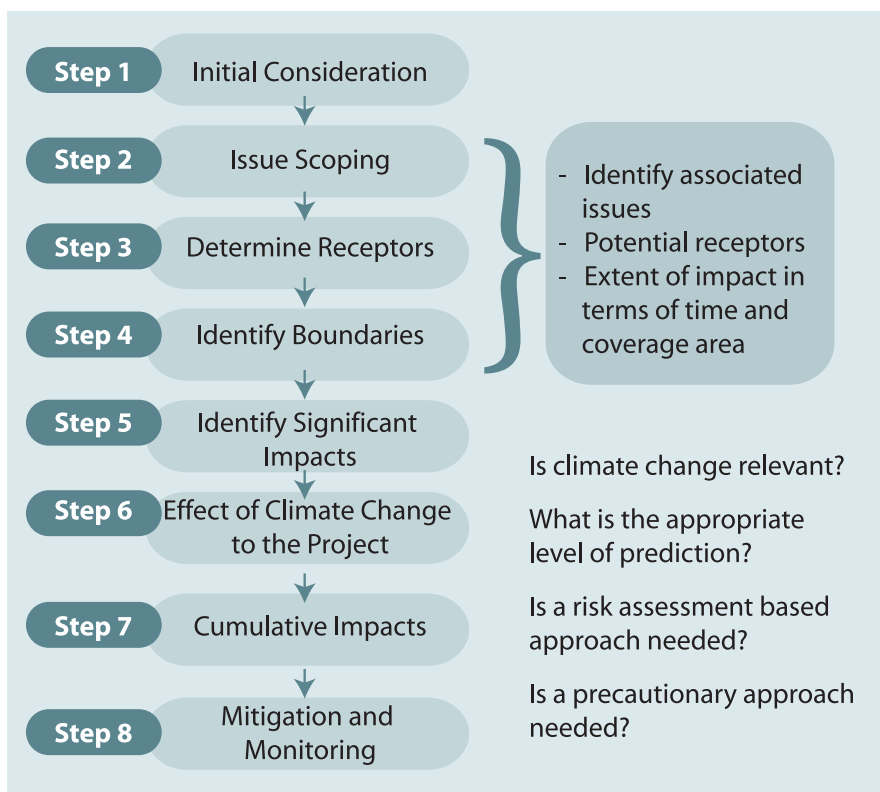 Step 1
Initial Consideration
Step 2
Issue Scoping
Step 3
Determine Receptors
Step 4
Identify Boundaries
- Identify associated
issues
- Potential receptors
- Extent of impact in
terms of time and
coverage area
Step 5
Identify Significant
Impacts
Step 6
Effect of Climate Change
to the Project
Step 7
Cumulative Impacts
Step 8
Mitigation and
Monitoring
Is climate change relevant?
What is the appropriate
level of prediction?
Is a risk assessment based
approach needed?
Is a precautionary approach
needed?